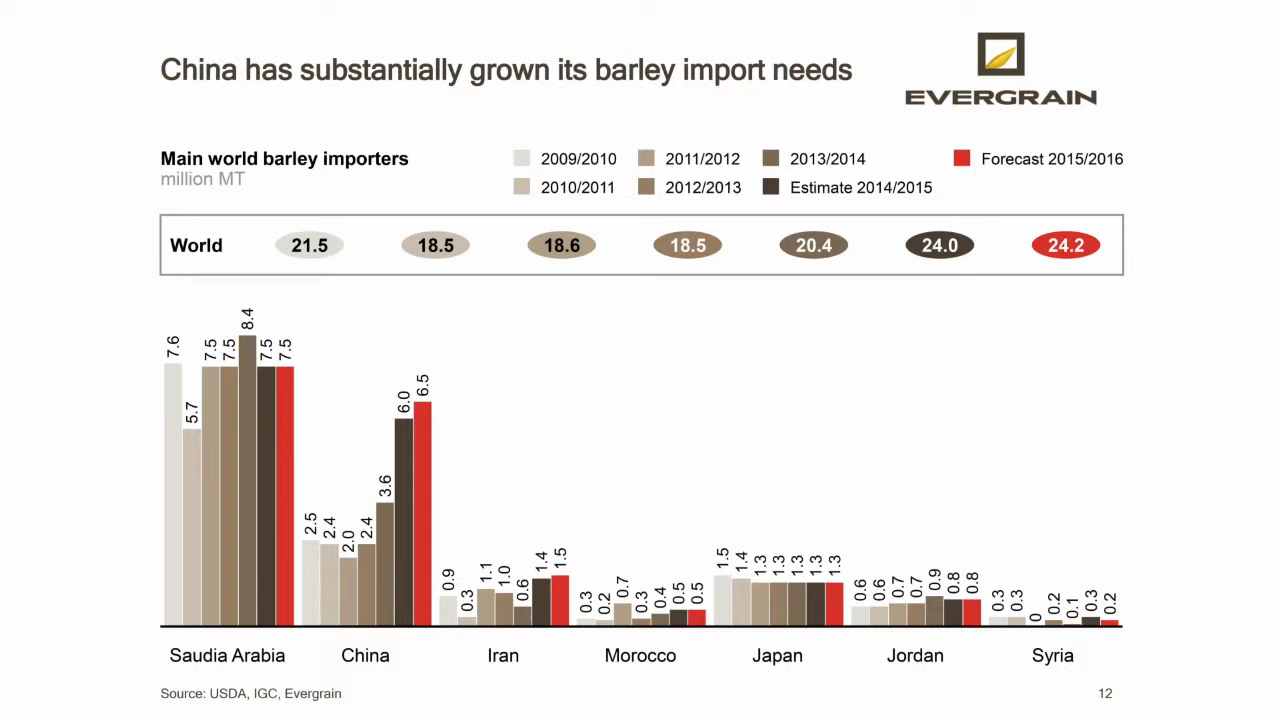 China has substantially grown its barley import needs
EVERGRAIN
Main world barley importers
million MT
2009/2010 2011/2012 2013/2014 Forecast 2015/2016
2010/2011 2012/2013 Estimate 2014/2015
World 21.5 18.5 18.6 18.5 20.4 24.0 24.2
7.6 5.7 7.5 7.5 8.4 7.5 7.5
2.5 2.4 2.0 2.4 3.6 6.0 6.5
0.9 0.3 1.1 1.0 0.6 1.4 1.5
0.3 0.2 0.7 0.3 0.4 0.5 0.5
1.5 1.4 1.3 1.3 1.3 1.3 1.3
0.6 0.6 0.7 0.7 0.9 0.8 0.8
0.3 0.3 0 0.2 0.1 0.3 0.2
Saudia Arabia China Iran Morocco Japan Jordan Syria
Source: USDA, IGC, Evergrain
12